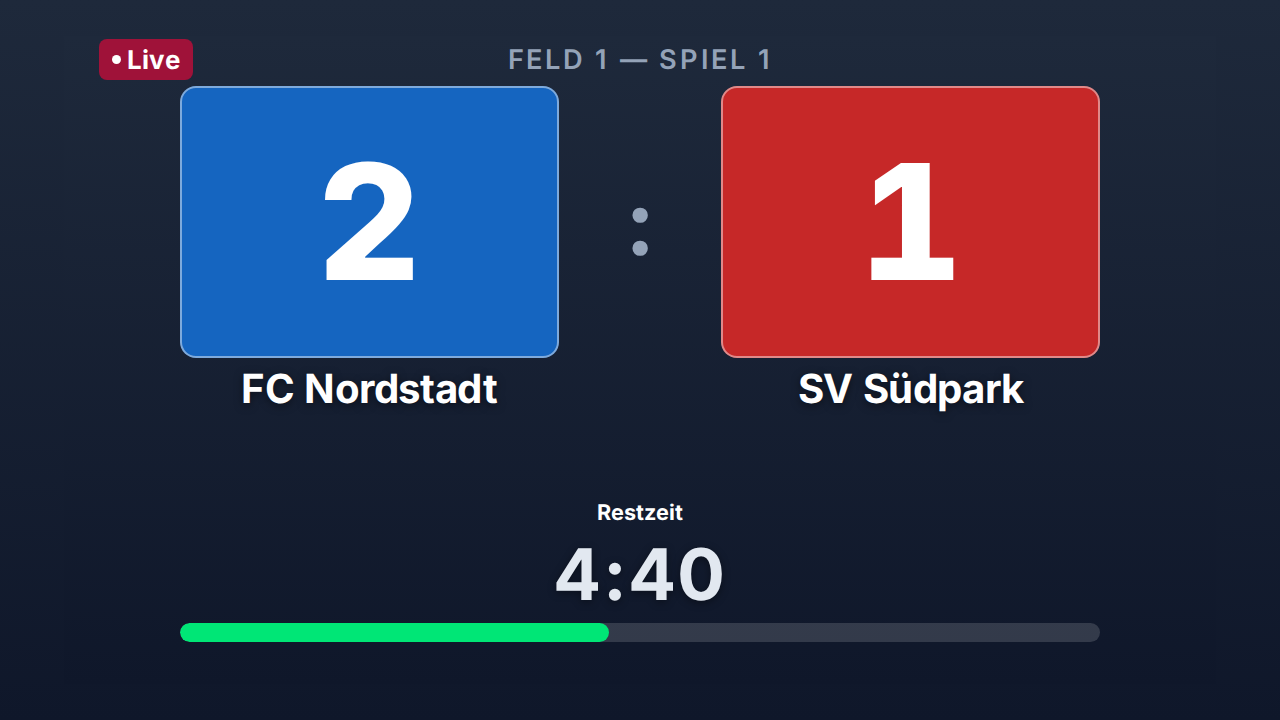 Live
FELD 1 — SPIEL 1
2 : 1
FC Nordstadt
SV Südpark
Restzeit
4:40